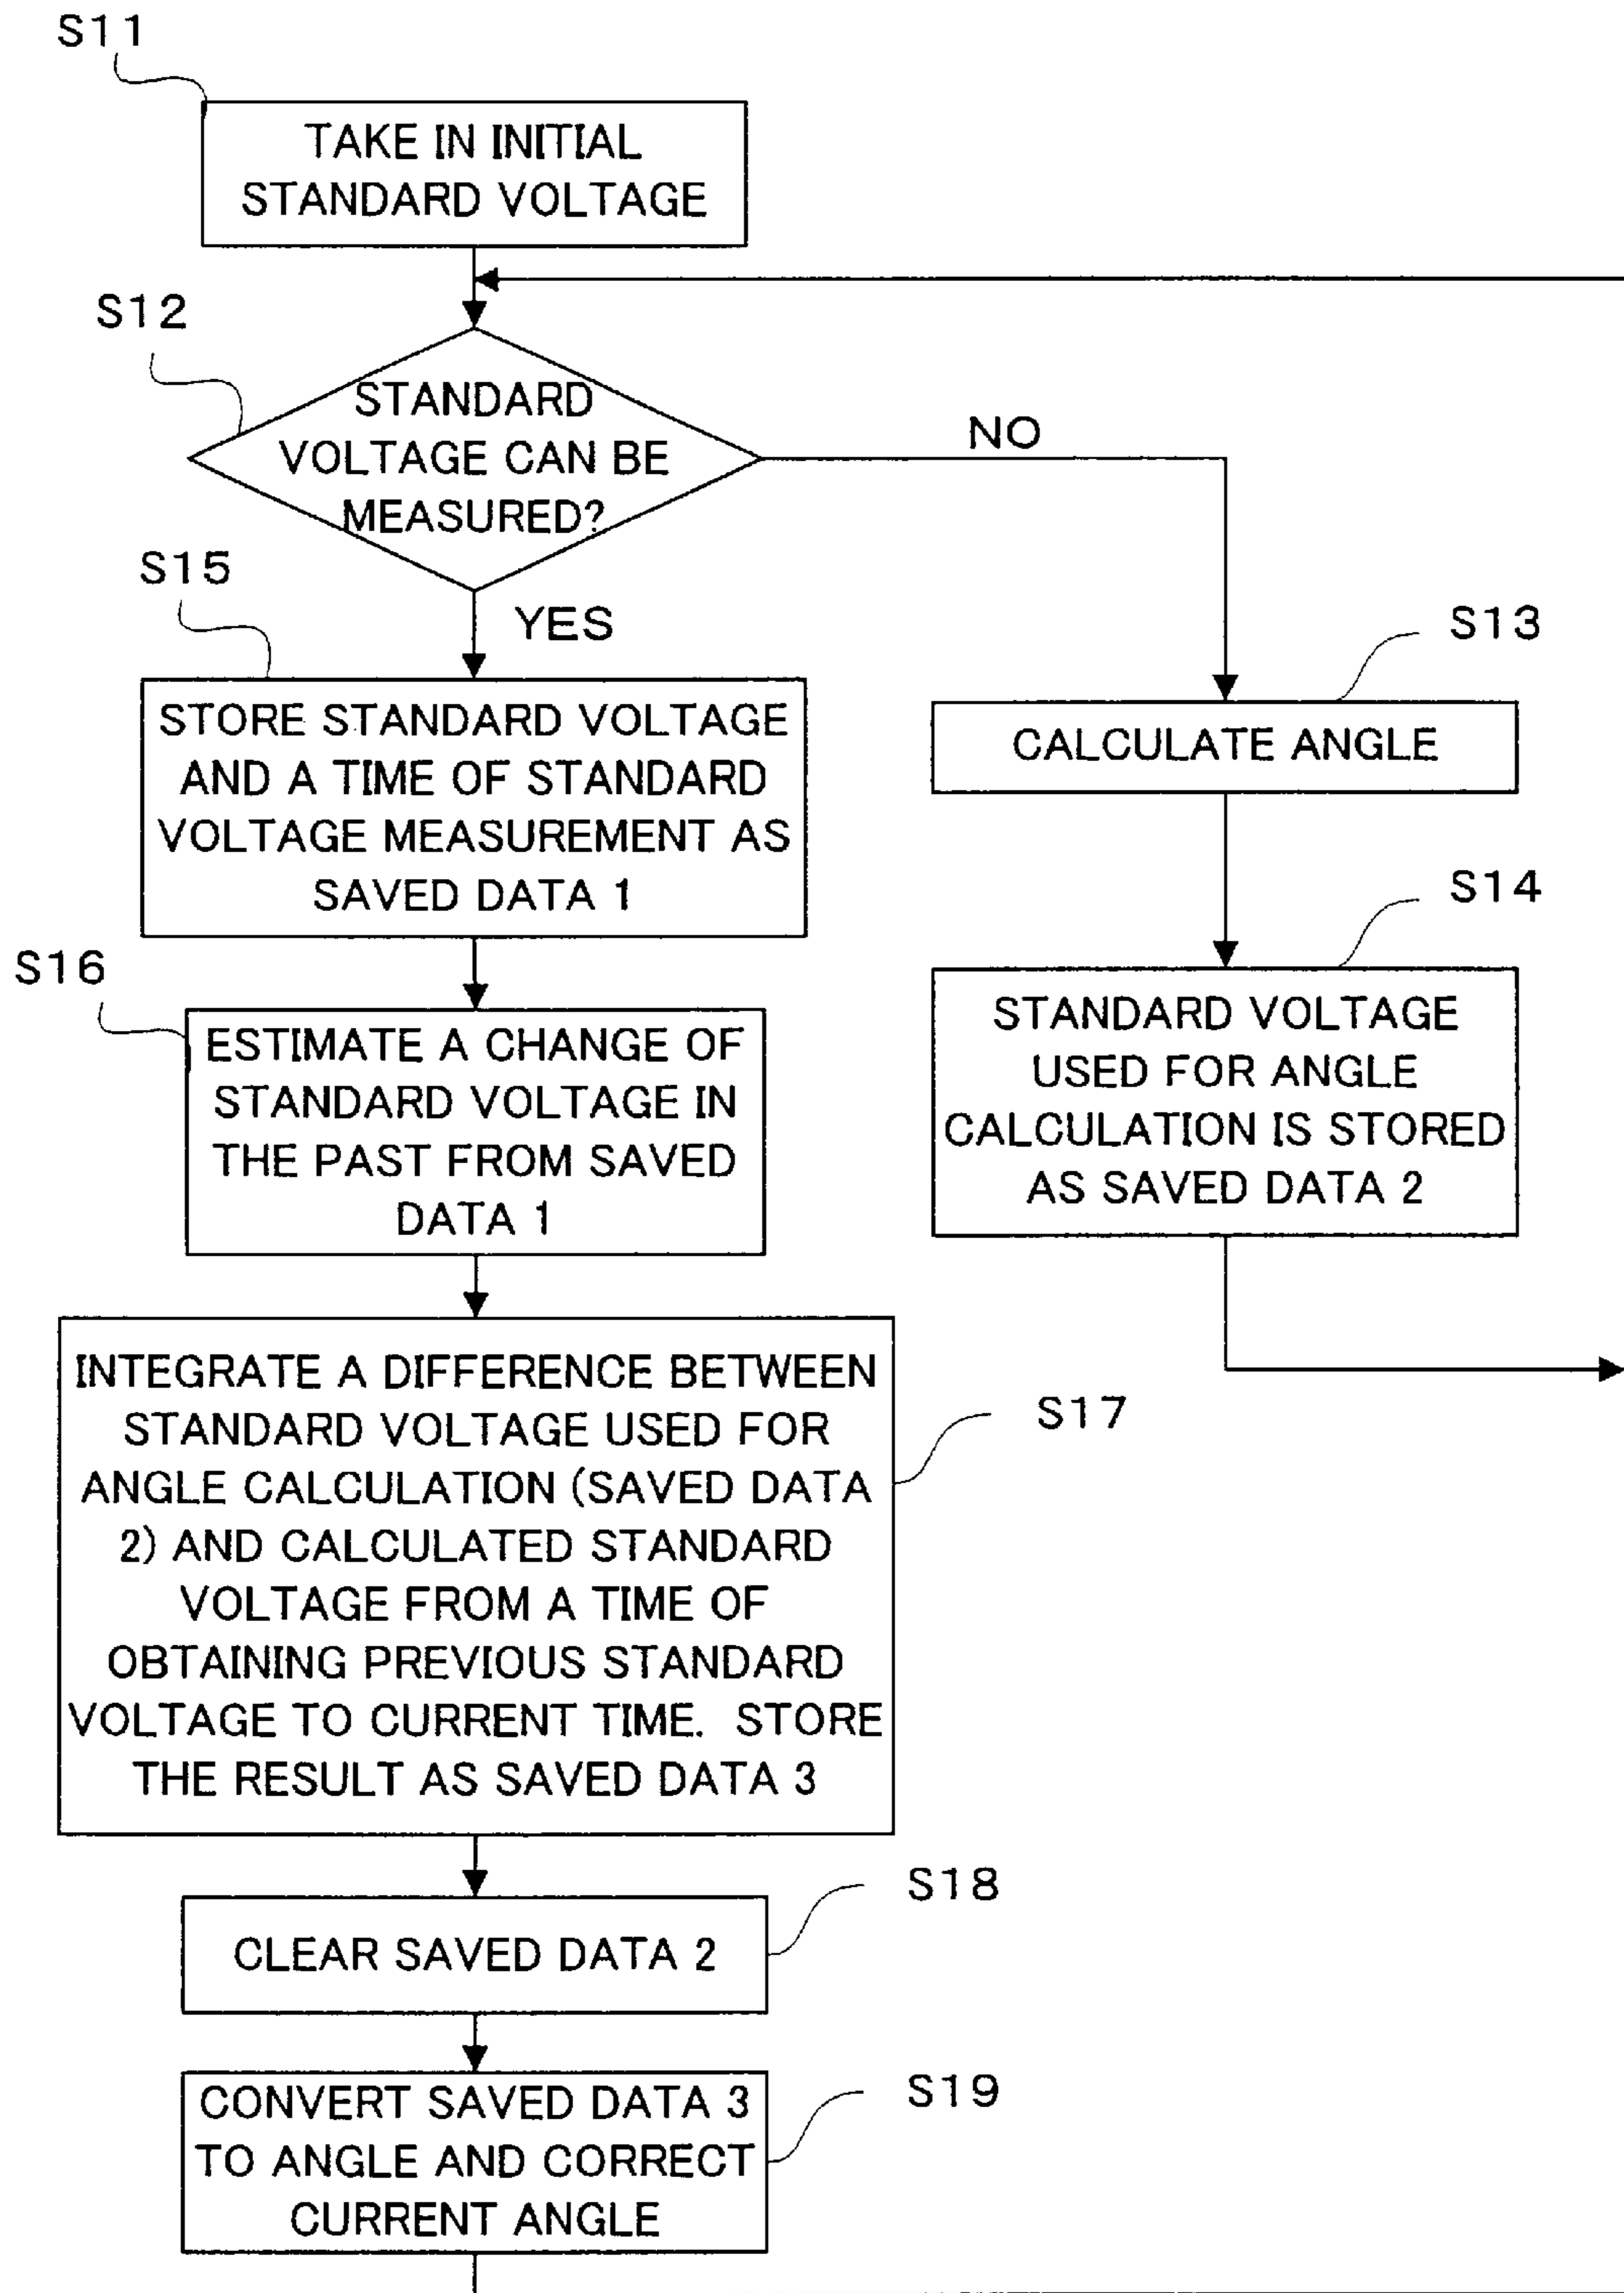 S11
TAKE IN INITIAL
STANDARD VOLTAGE
S12
STANDARD
VOLTAGE CAN BE
MEASURED?
NO
YES
S15
STORE STANDARD VOLTAGE
AND A TIME OF STANDARD
VOLTAGE MEASUREMENT AS
SAVED DATA 1
S13
CALCULATE ANGLE
S14
STANDARD VOLTAGE
USED FOR ANGLE
CALCULATION IS STORED
AS SAVED DATA 2
S16
ESTIMATE A CHANGE OF
STANDARD VOLTAGE IN
THE PAST FROM SAVED
DATA 1
INTEGRATE A DIFFERENCE BETWEEN
STANDARD VOLTAGE USED FOR
ANGLE CALCULATION (SAVED DATA
2) AND CALCULATED STANDARD
VOLTAGE FROM A TIME OF
OBTAINING PREVIOUS STANDARD
VOLTAGE TO CURRENT TIME. STORE
THE RESULT AS SAVED DATA 3
S17
S18
CLEAR SAVED DATA 2
S19
CONVERT SAVED DATA 3
TO ANGLE AND CORRECT
CURRENT ANGLE